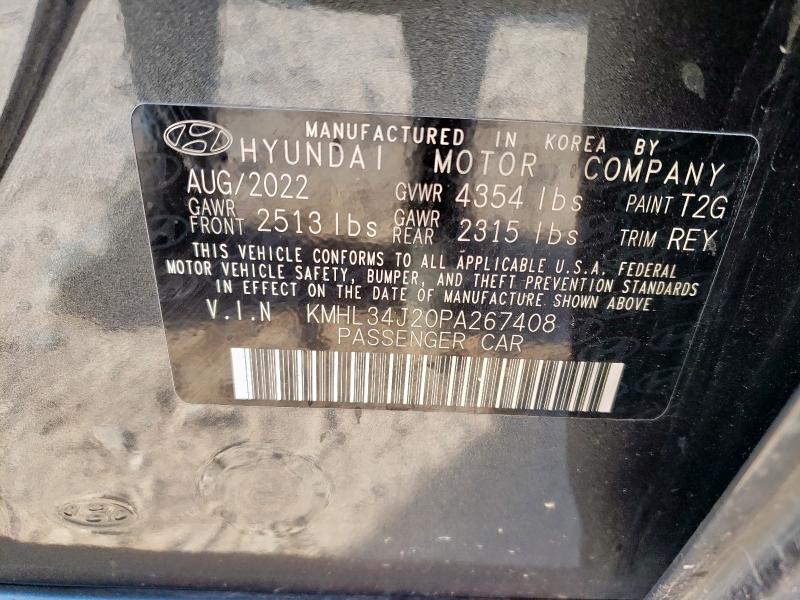 MANUFACTURED IN KOREA BY
HYUNDAI MOTOR COMPANY
AUG/2022 GVWR 4354 lbs PAINT T2G
GAWR FRONT 2513 lbs GAWR REAR 2315 lbs TRIM REY
THIS VEHICLE CONFORMS TO ALL APPLICABLE U.S.A. FEDERAL
MOTOR VEHICLE SAFETY, BUMPER, AND THEFT PREVENTION STANDARDS
IN EFFECT ON THE DATE OF MANUFACTURE SHOWN ABOVE.
V.I.N KMHL34J20PA267408
PASSENGER CAR